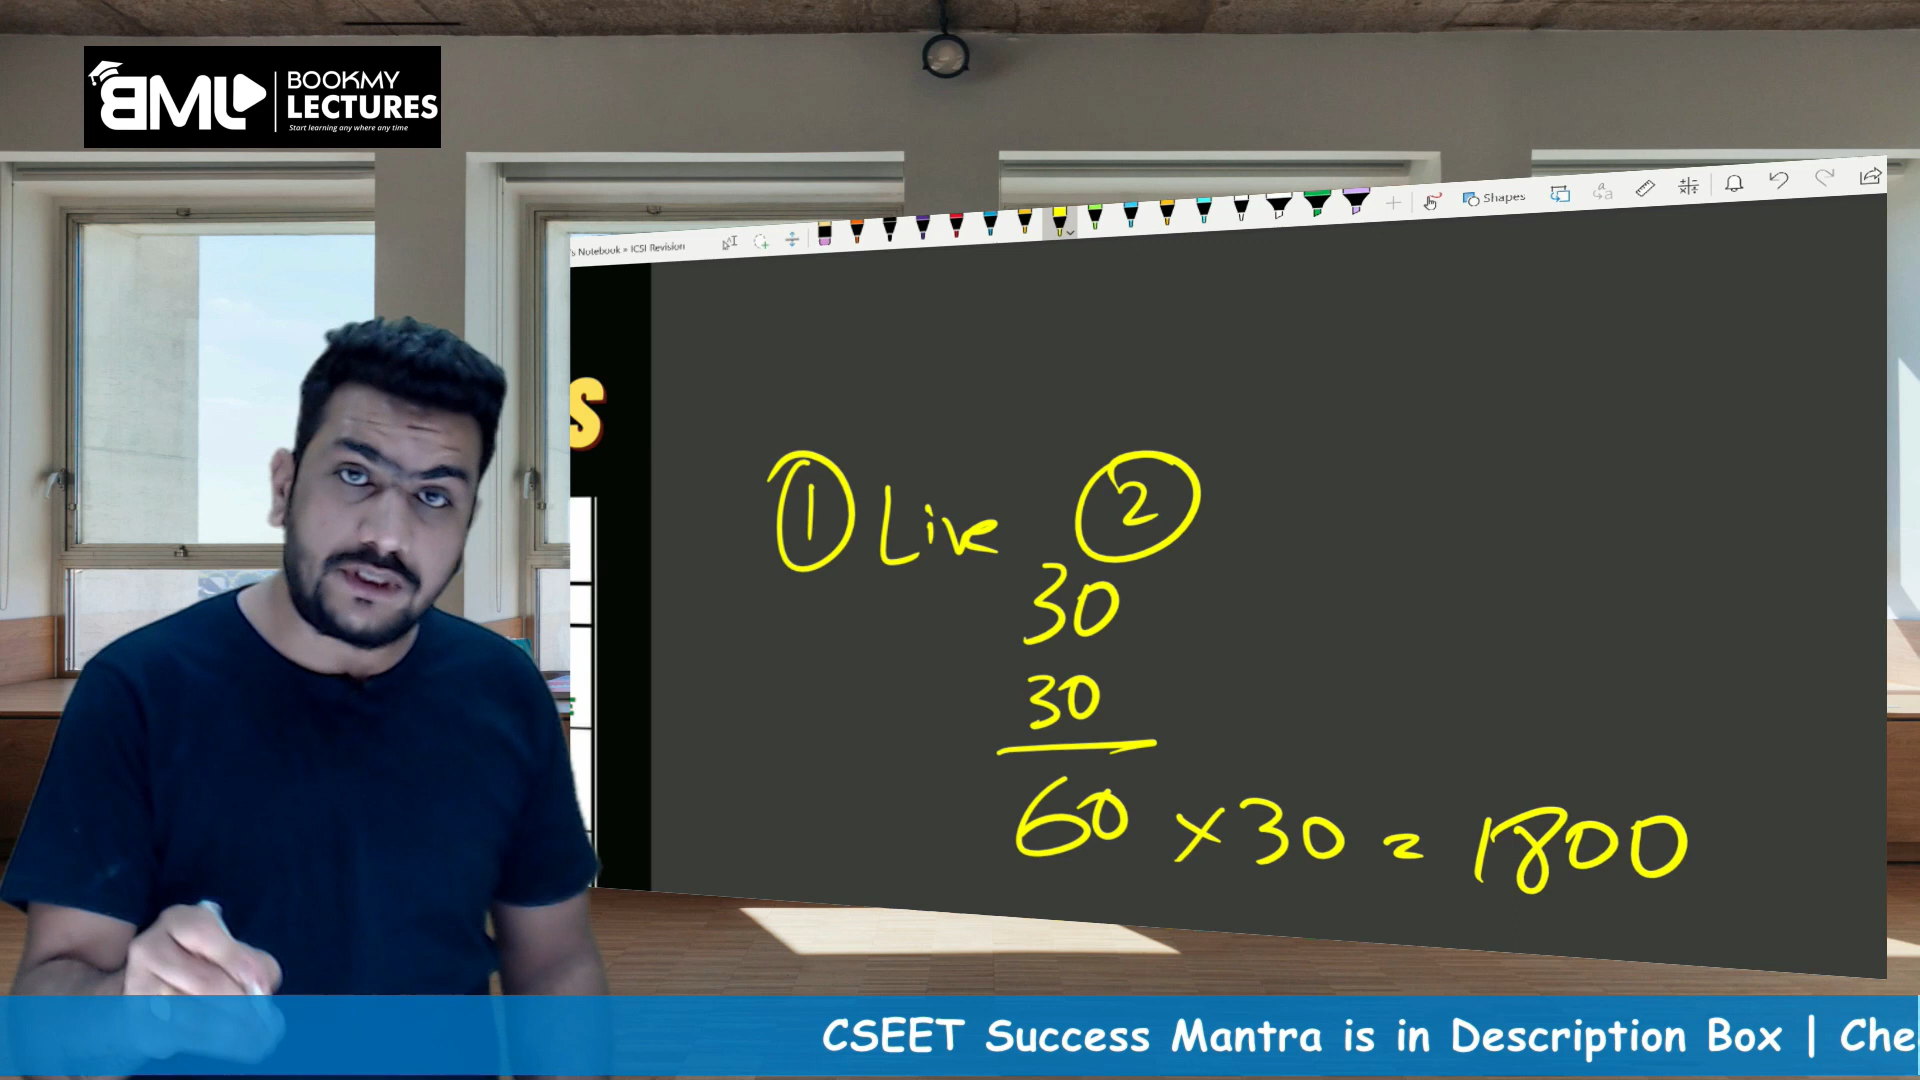 BML
BOOKMY
LECTURES
Start learning any where any time
s Notebook » ICSI Revision
Shapes
S
① Live ②
30
30
60 × 30 = 1800
CSEET Success Mantra is in Description Box | Che